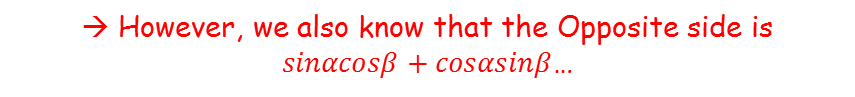 → However, we also know that the Opposite side is
sinαcosβ + cosαsinβ…